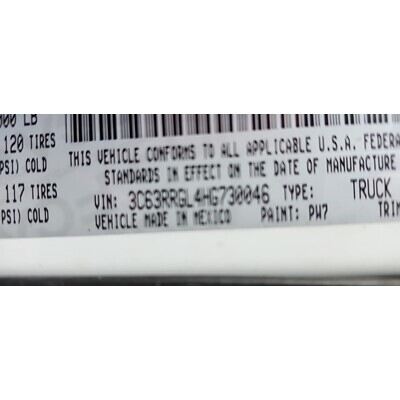 000 LB
120 TIRES
THIS VEHICLE CONFORMS TO ALL APPLICABLE U.S.A. FEDERA
PSI) COLD
STANDARDS IN EFFECT ON THE DATE OF MANUFACTURE
117 TIRES
VIN: 3C63RRGL4HG730046 TYPE: TRUCK
PSI) COLD
VEHICLE MADE IN MEXICO PAINT: PW7 TRIM